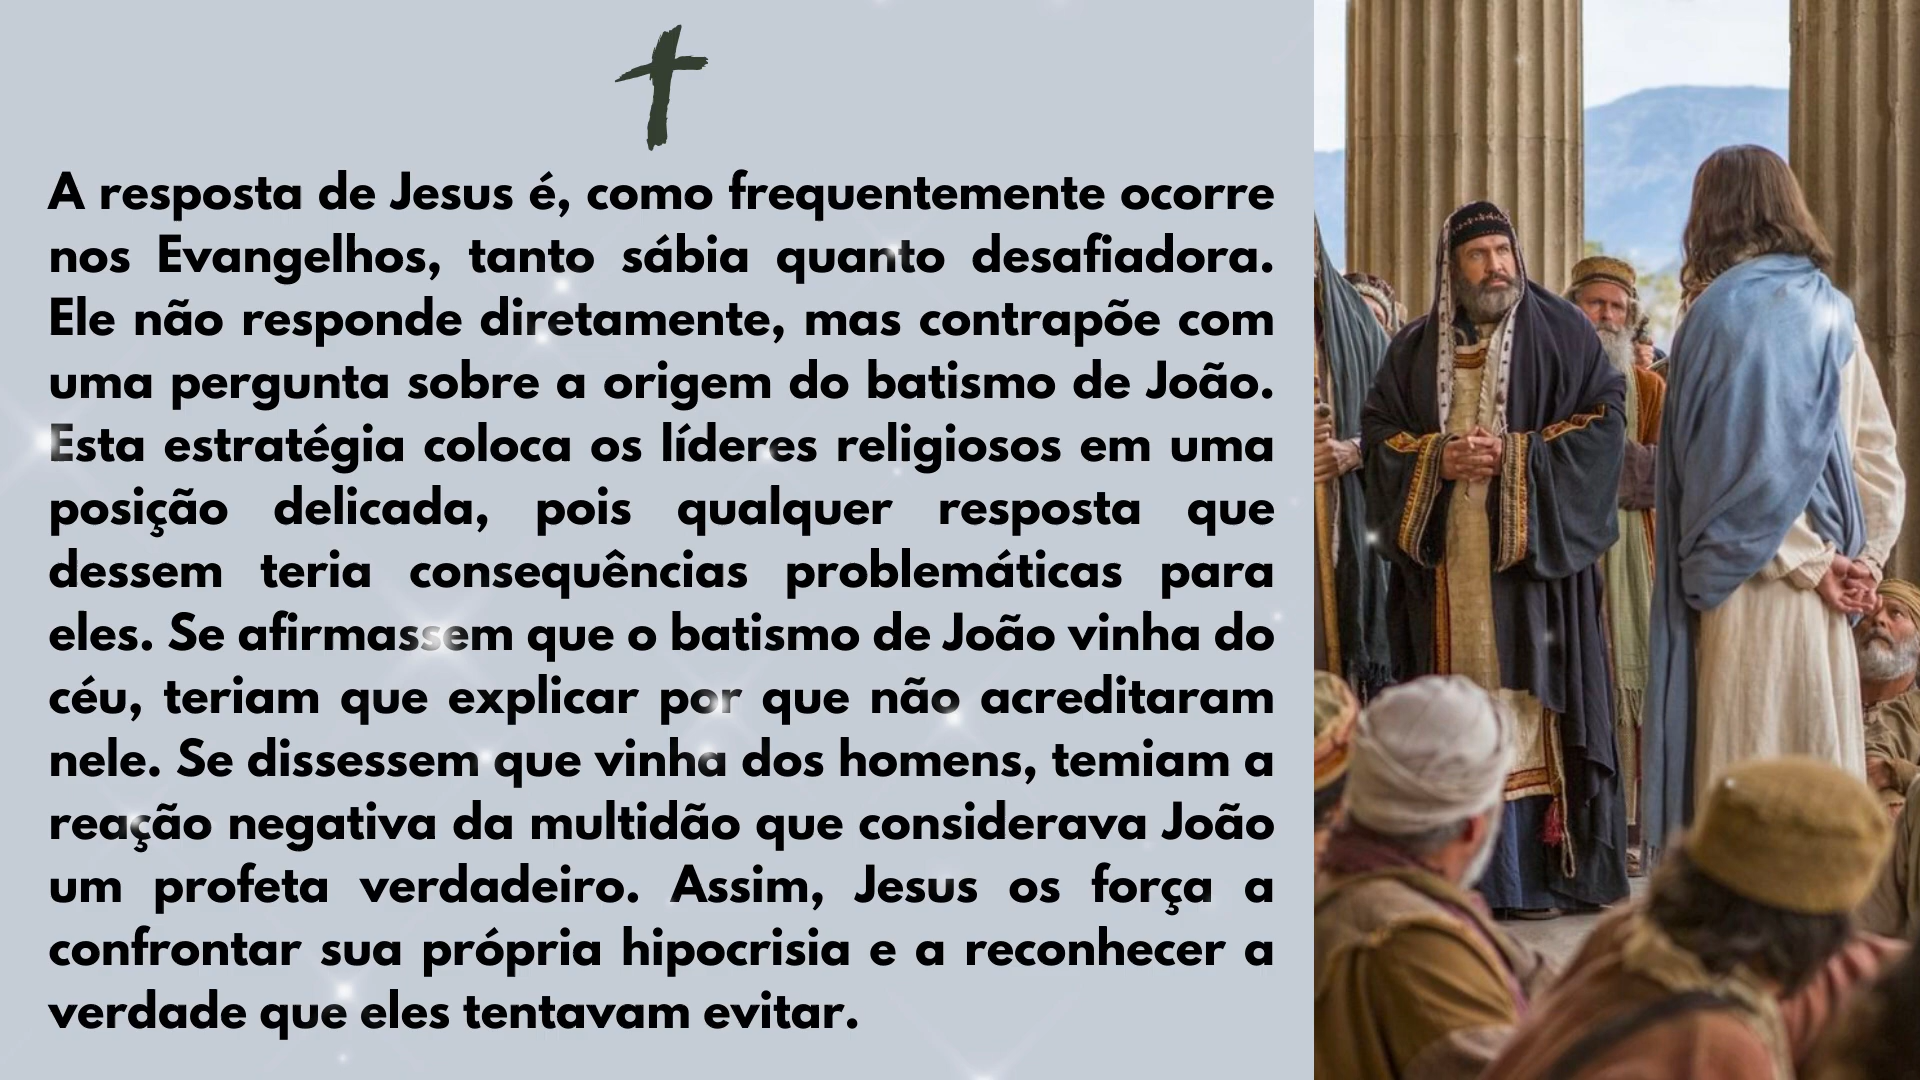 A resposta de Jesus é, como frequentemente ocorre
nos Evangelhos, tanto sábia quanto desafiadora.
Ele não responde diretamente, mas contrapõe com
uma pergunta sobre a origem do batismo de João.
Esta estratégia coloca os líderes religiosos em uma
posição delicada, pois qualquer resposta que
dessem teria consequências problemáticas para
eles. Se afirmassem que o batismo de João vinha do
céu, teriam que explicar por que não acreditaram
nele. Se dissessem que vinha dos homens, temiam a
reação negativa da multidão que considerava João
um profeta verdadeiro. Assim, Jesus os força a
confrontar sua própria hipocrisia e a reconhecer a
verdade que eles tentavam evitar.